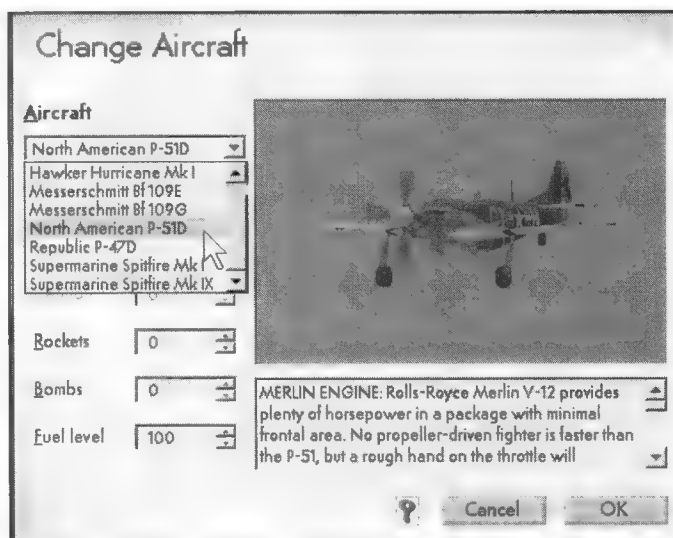 Change Aircraft
Aircraft
North American P-51D
Hawker Hurricane Mk I
Messerschmitt Bf 109E
Messerschmitt Bf 109G
North American P-51D
Republic P-47D
Supermarine Spitfire Mk
Supermarine Spitfire Mk IX
Rockets 0
Bombs 0
Fuel level 100
MERLIN ENGINE: Rolls-Royce Merlin V-12 provides
plenty of horsepower in a package with minimal
frontal area. No propeller-driven fighter is faster than
the P-51, but a rough hand on the throttle will
? Cancel OK